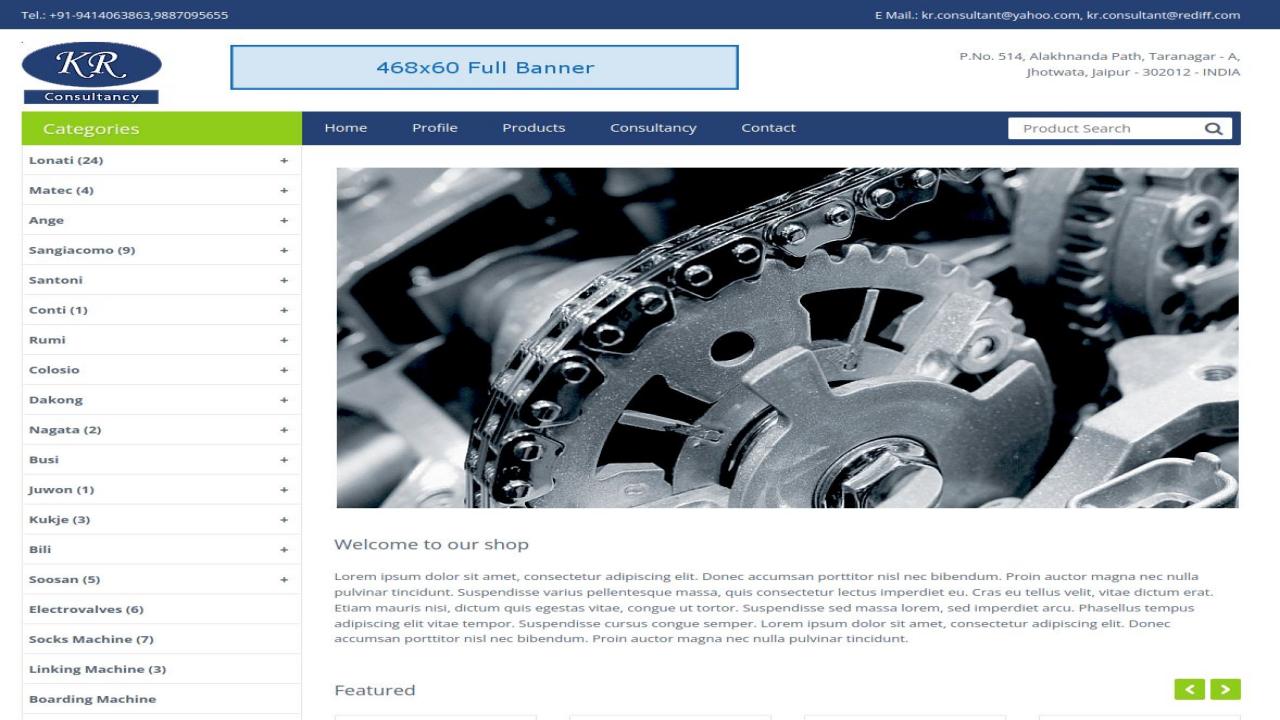 Tel.: +91-9414063863,9887095655
E Mail.: kr.consultant@yahoo.com, kr.consultant@rediff.com
KR
Consultancy
468x60 Full Banner
P.No. 514, Alakhnanda Path, Taranagar - A,
Jhotwata, Jaipur - 302012 - INDIA
Categories
Home
Profile
Products
Consultancy
Contact
Product Search
Lonati (24) +
Matec (4) +
Ange +
Sangiacomo (9) +
Santoni +
Conti (1) +
Rumi +
Colosio +
Dakong +
Nagata (2) +
Busi +
Juwon (1) +
Kukje (3) +
Bili +
Soosan (5) +
Electrovalves (6)
Socks Machine (7)
Linking Machine (3)
Boarding Machine
Welcome to our shop
Lorem ipsum dolor sit amet, consectetur adipiscing elit. Donec accumsan porttitor nisl nec bibendum. Proin auctor magna nec nulla
pulvinar tincidunt. Suspendisse varius pellentesque massa, quis consectetur lectus imperdiet eu. Cras eu tellus velit, vitae dictum erat.
Etiam mauris nisi, dictum quis egestas vitae, congue ut tortor. Suspendisse sed massa lorem, sed imperdiet arcu. Phasellus tempus
adipiscing elit vitae tempor. Suspendisse cursus congue semper. Lorem ipsum dolor sit amet, consectetur adipiscing elit. Donec
accumsan porttitor nisl nec bibendum. Proin auctor magna nec nulla pulvinar tincidunt.
Featured